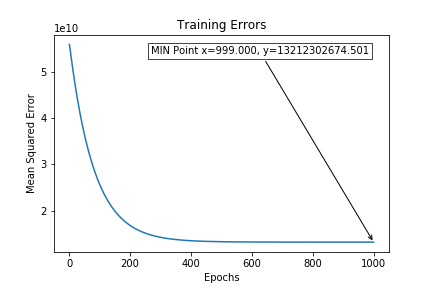 Training Errors
1e10
MIN Point x=999.000, y=13212302674.501
5
4
3
2
Mean Squared Error
0 200 400 600 800 1000
Epochs